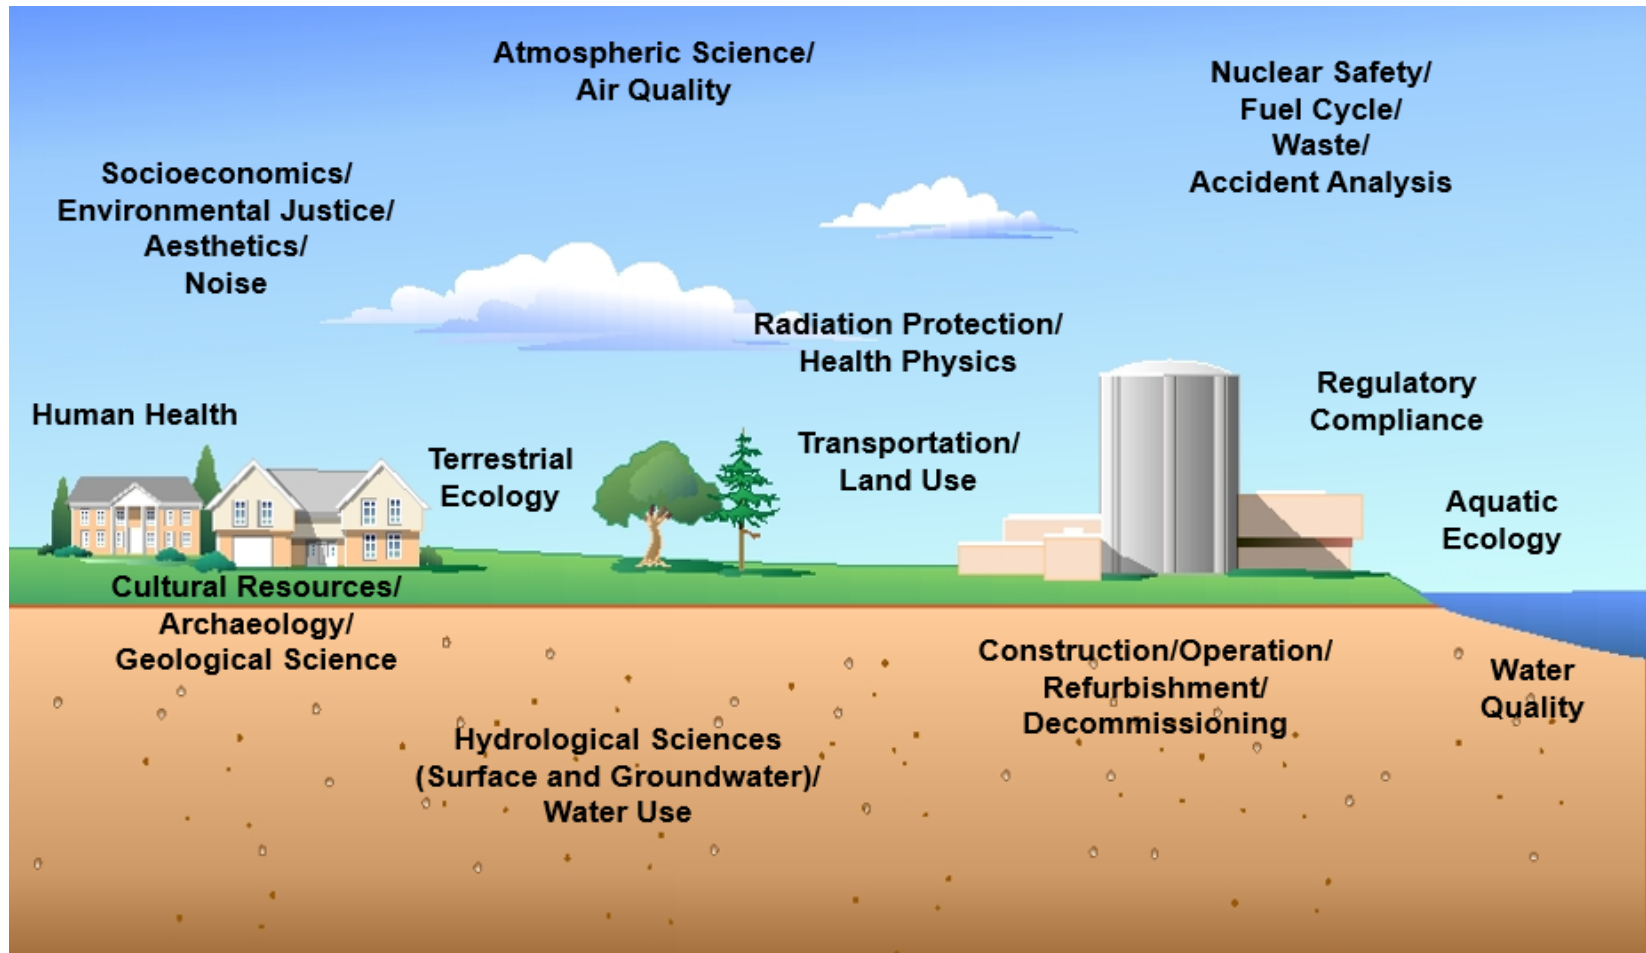 Atmospheric Science/
Air Quality
Nuclear Safety/
Fuel Cycle/
Waste/
Accident Analysis
Socioeconomics/
Environmental Justice/
Aesthetics/
Noise
Radiation Protection/
Health Physics
Regulatory
Compliance
Human Health
Terrestrial
Ecology
Transportation/
Land Use
Aquatic
Ecology
Cultural Resources/
Archaeology/
Geological Science
Construction/Operation/
Refurbishment/
Decommissioning
Water
Quality
Hydrological Sciences
(Surface and Groundwater)/
Water Use